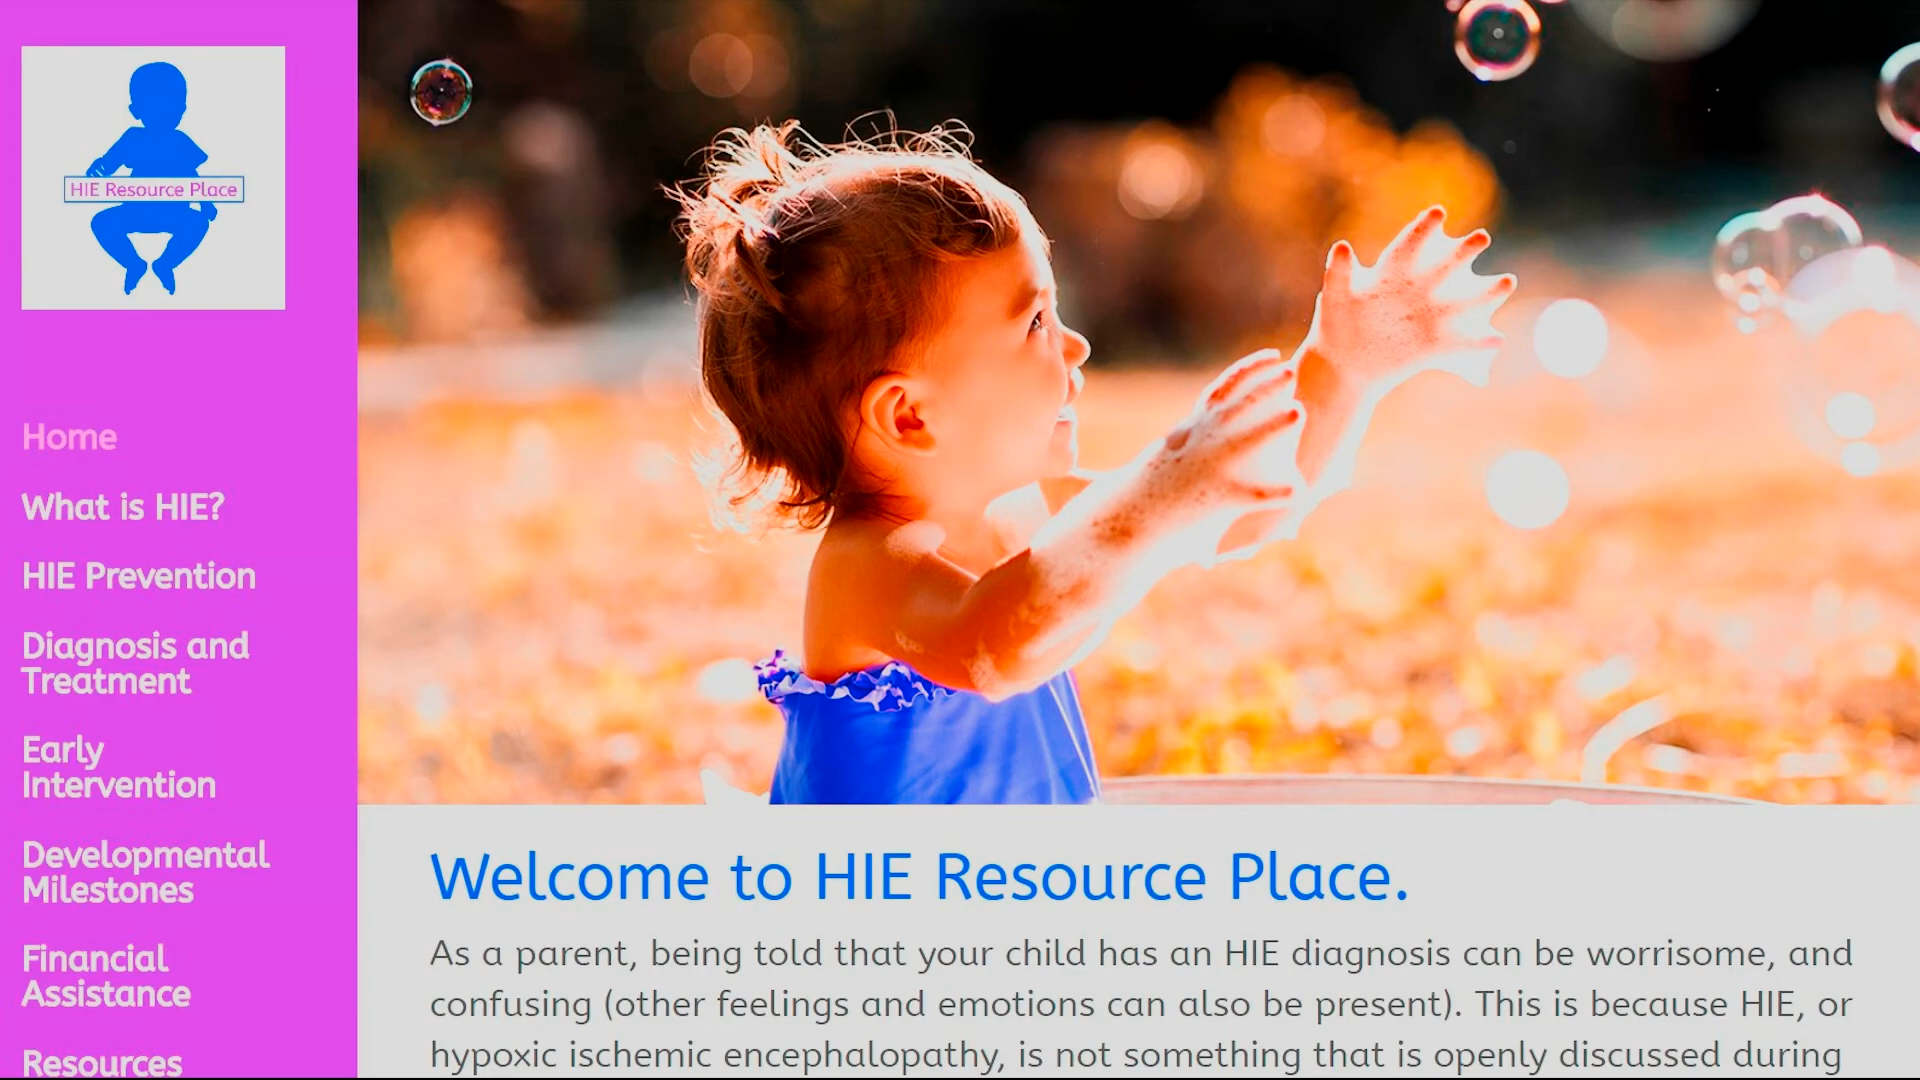 HIE Resource Place
Home
What is HIE?
HIE Prevention
Diagnosis and
Treatment
Early
Intervention
Developmental
Milestones
Financial
Assistance
Resources
Welcome to HIE Resource Place.
As a parent, being told that your child has an HIE diagnosis can be worrisome, and
confusing (other feelings and emotions can also be present). This is because HIE, or
hypoxic ischemic encephalopathy, is not something that is openly discussed during